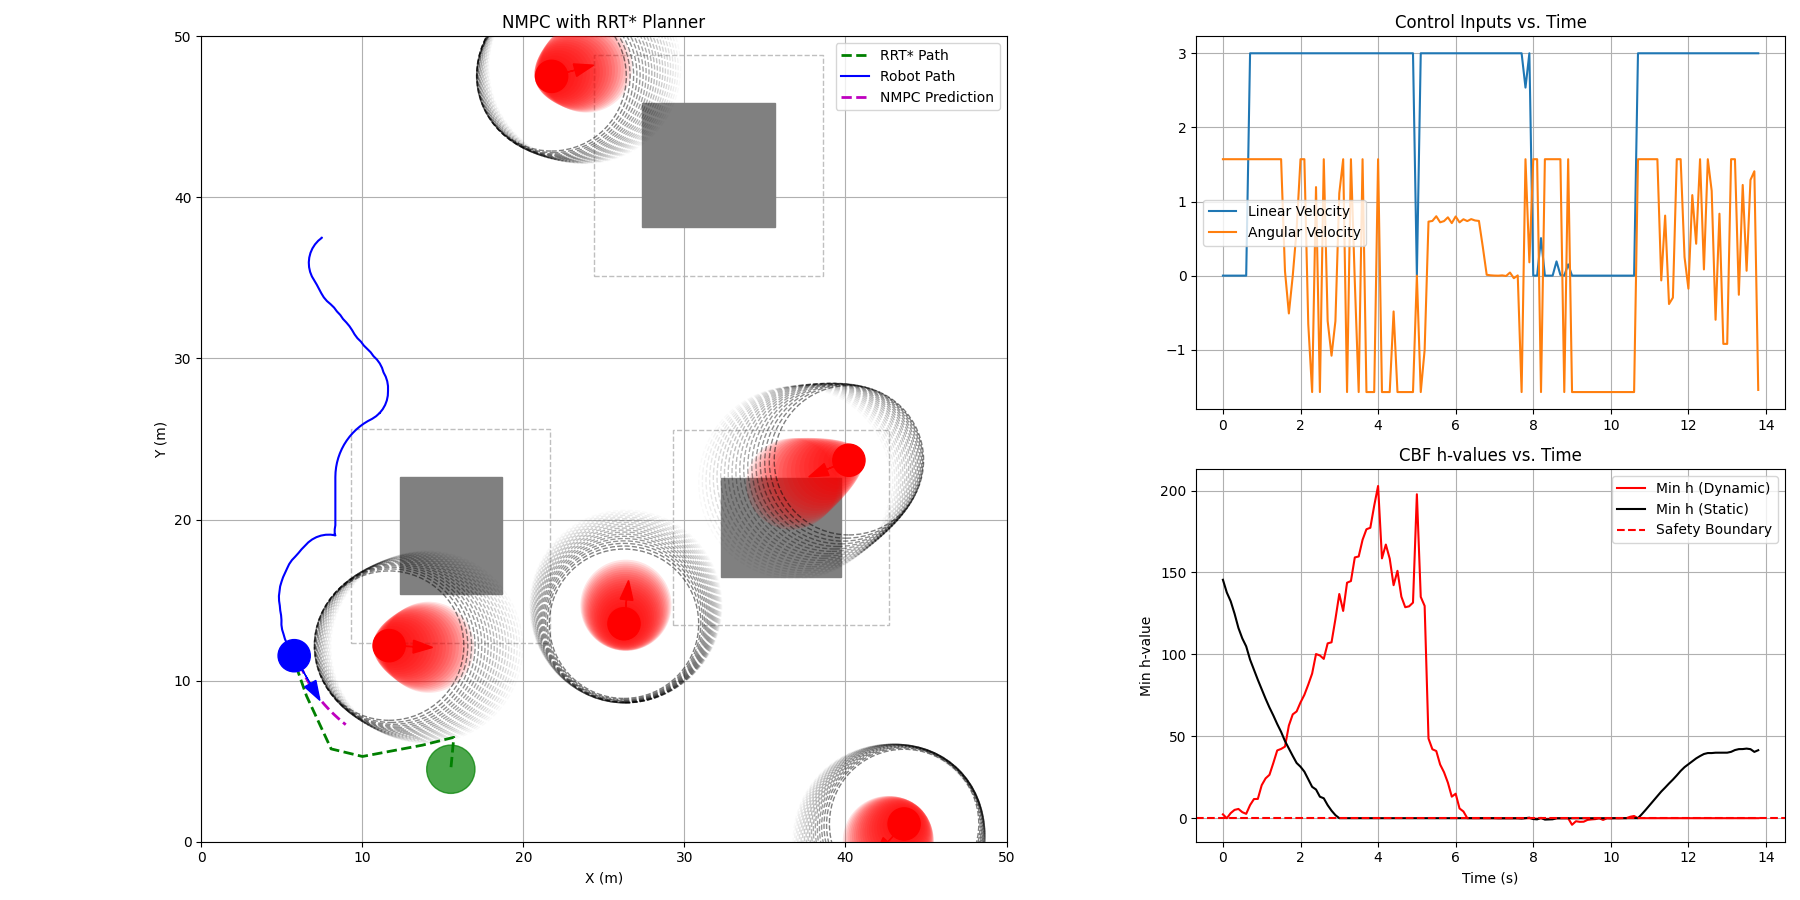 NMPC with RRT* Planner
50
40
30
20
10
0
Y (m)
RRT* Path
Robot Path
NMPC Prediction
0 10 20 30 40 50
X (m)
Control Inputs vs. Time
3
2
1
0
−1
Linear Velocity
Angular Velocity
0 2 4 6 8 10 12 14
CBF h-values vs. Time
200
150
100
50
0
Min h-value
Min h (Dynamic)
Min h (Static)
Safety Boundary
0 2 4 6 8 10 12 14
Time (s)